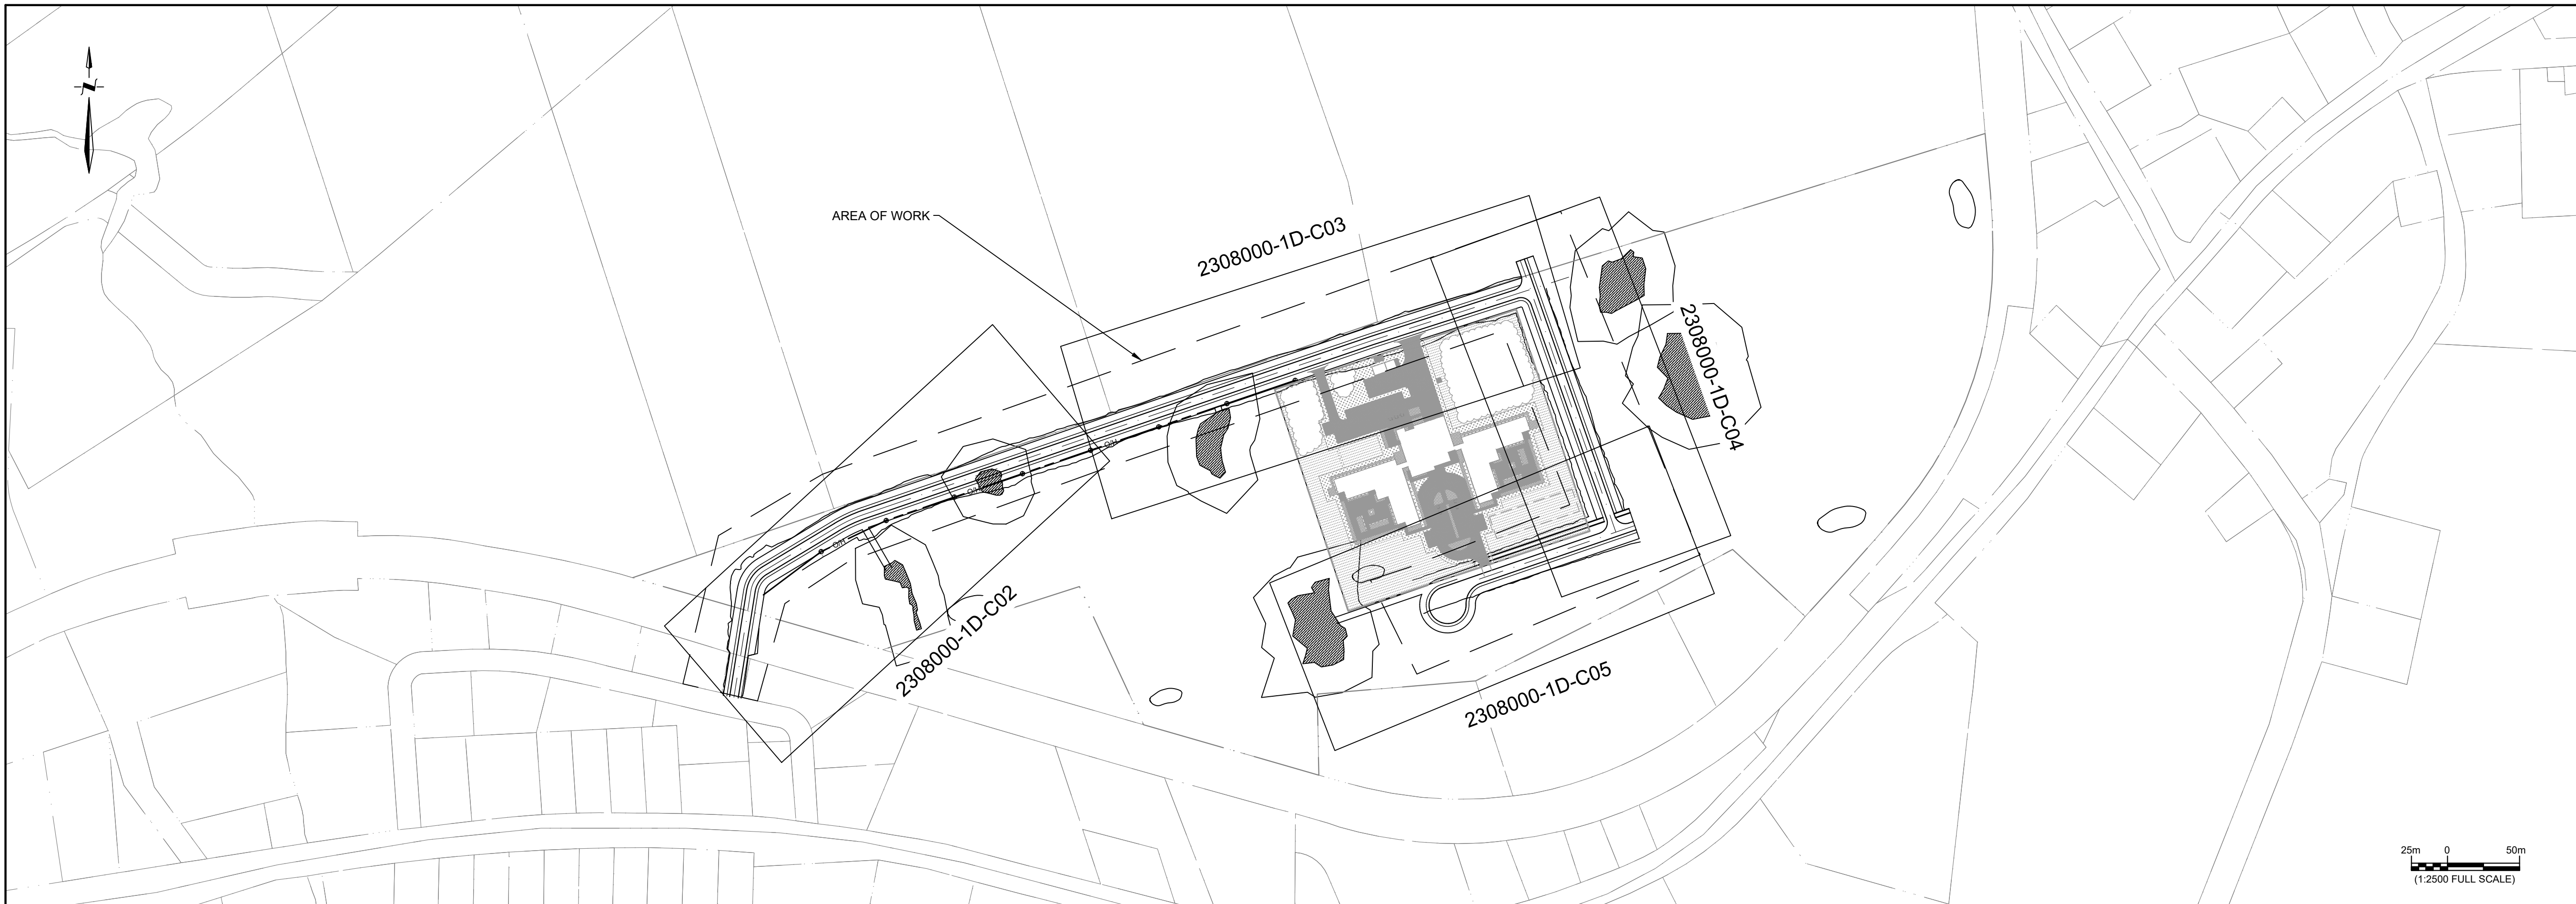 N
AREA OF WORK
2308000-1D-C03
2308000-1D-C04
O/H
O/H
O/H
2308000-1D-C02
2308000-1D-C05
25m 0 50m
(1:2500 FULL SCALE)